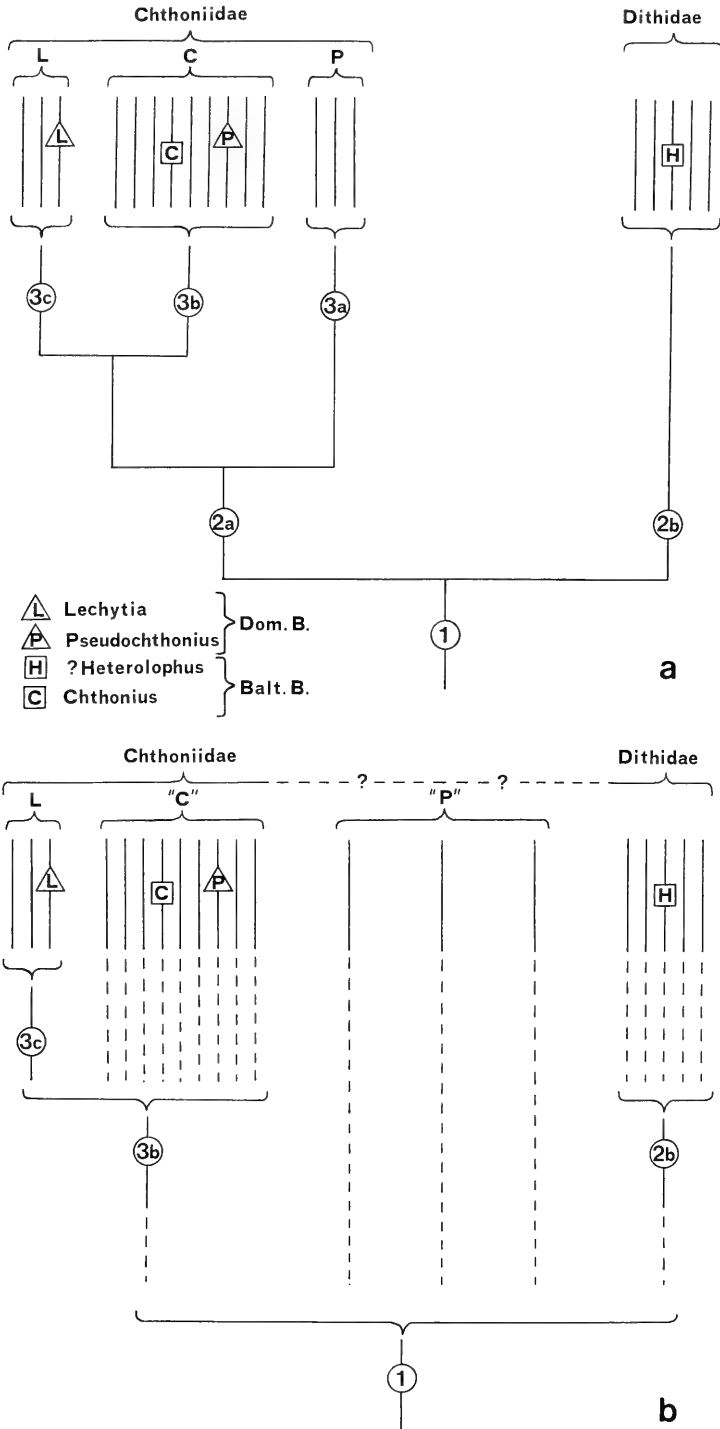 Chthoniidae Dithidae
L C P
L C P H
3c 3b 3a
2a 2b
1
L Lechytia
P Pseudochthonius
Dom. B.
H ?Heterolophus
C Chthonius
Balt. B.
a
Chthoniidae ? ? Dithidae
L "C" "P"
L C P H
3c
3b 2b
1
b